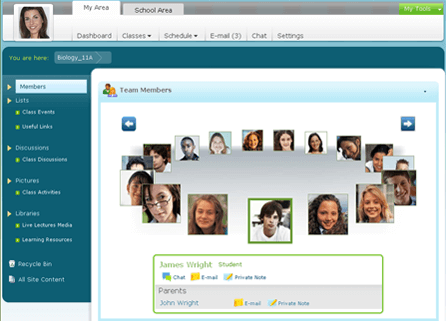 My Area
School Area
My Tools
Dashboard Classes Schedule E-mail (3) Chat Settings
You are here: Biology_11A
Members
Lists
Class Events
Useful Links
Discussions
Class Discussions
Pictures
Class Activities
Libraries
Live Lectures Media
Learning Resources
Recycle Bin
All Site Content
Team Members
James Wright Student
Chat E-mail Private Note
Parents
John Wright E-mail Private Note